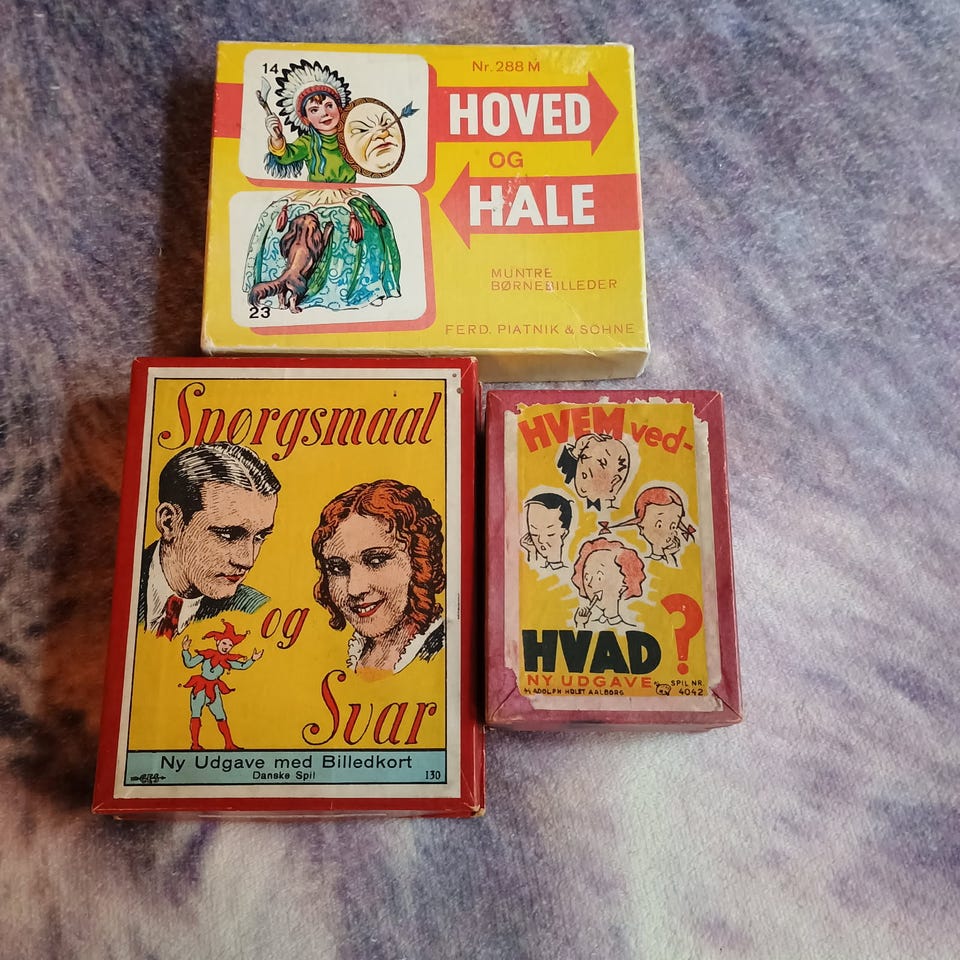 14
Nr. 288 M
HOVED
OG
HALE
MUNTRE
BØRNEBILLEDER
23
FERD. PIATNIK & SÖHNE
Spørgsmaal
og
Svar
Ny Udgave med Billedkort
Danske Spil
130
HVEM ved-
HVAD?
NY UDGAVE
SPIL NR.
ADOLPH HOLST AALBORG
4042